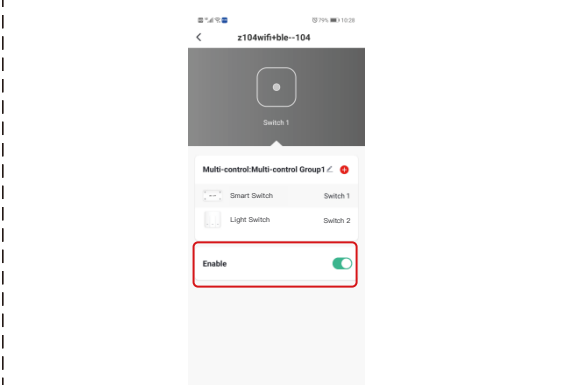 79% 10:28
z104wifi+ble--104
Switch 1
Multi-control:Multi-control Group1
Smart Switch Switch 1
Light Switch Switch 2
Enable